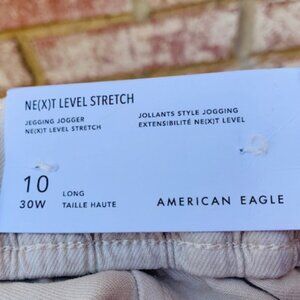 NE(X)T LEVEL STRETCH
JEGGING JOGGER
NE(X)T LEVEL STRETCH
JOLLANTS STYLE JOGGING
EXTENSIBILITÉ NE(X)T LEVEL
10
30W
LONG
TAILLE HAUTE
AMERICAN EAGLE